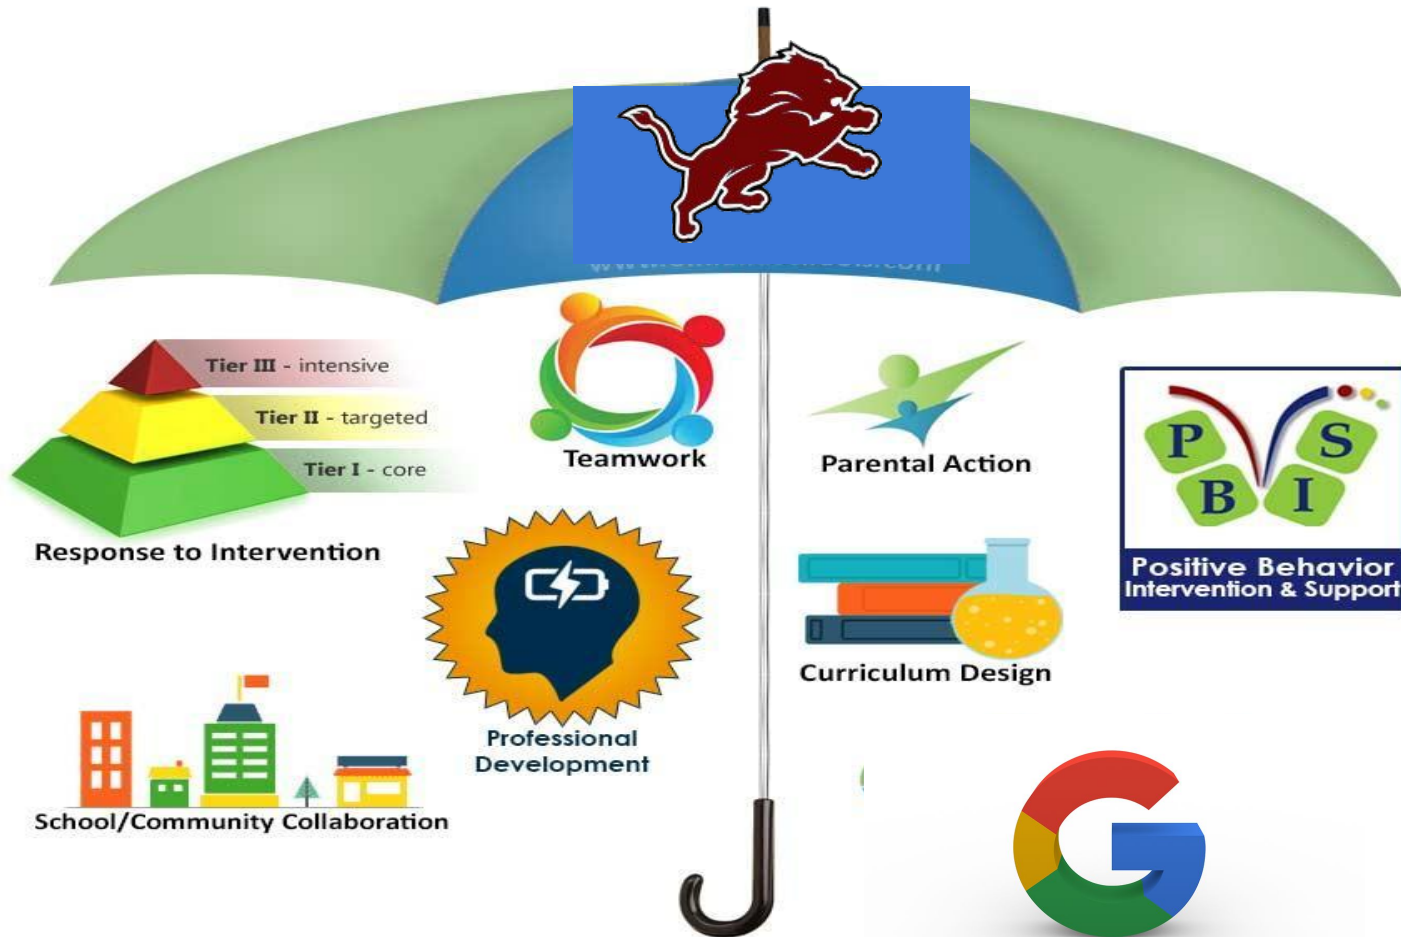 Tier III - intensive
Tier II - targeted
Tier I - core
Response to Intervention
Teamwork
Parental Action
P S
B I
Positive Behavior
Intervention & Support
Professional
Development
Curriculum Design
School/Community Collaboration
G